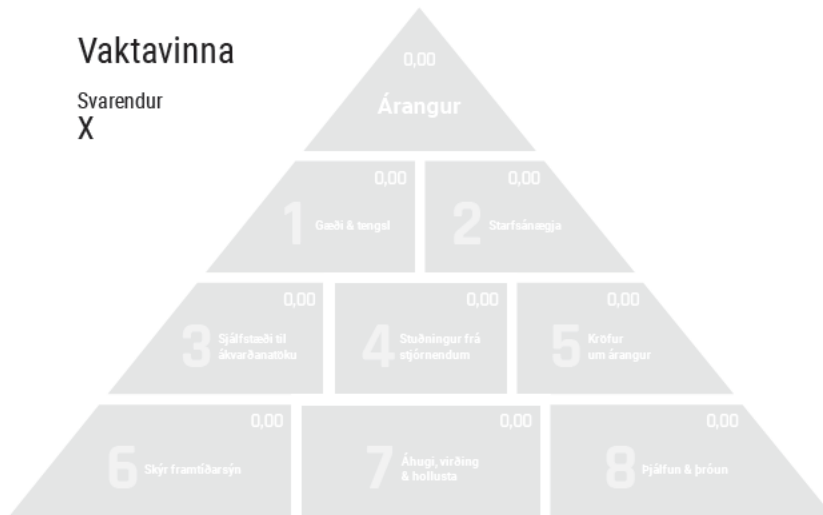 Vaktavinna
Svarendur
X
0,00
Árangur
0,00
1 Gæði & tengsl
0,00
2 Starfsánægja
0,00
3 Sjálfstæði til
ákvarðanatöku
0,00
4 Stuðningur frá
stjórnendum
0,00
5 Kröfur
um árangur
0,00
6 Skýr framtíðarsýn
0,00
7 Áhugi, virðing
& hollusta
0,00
8 Þjálfun & þróun